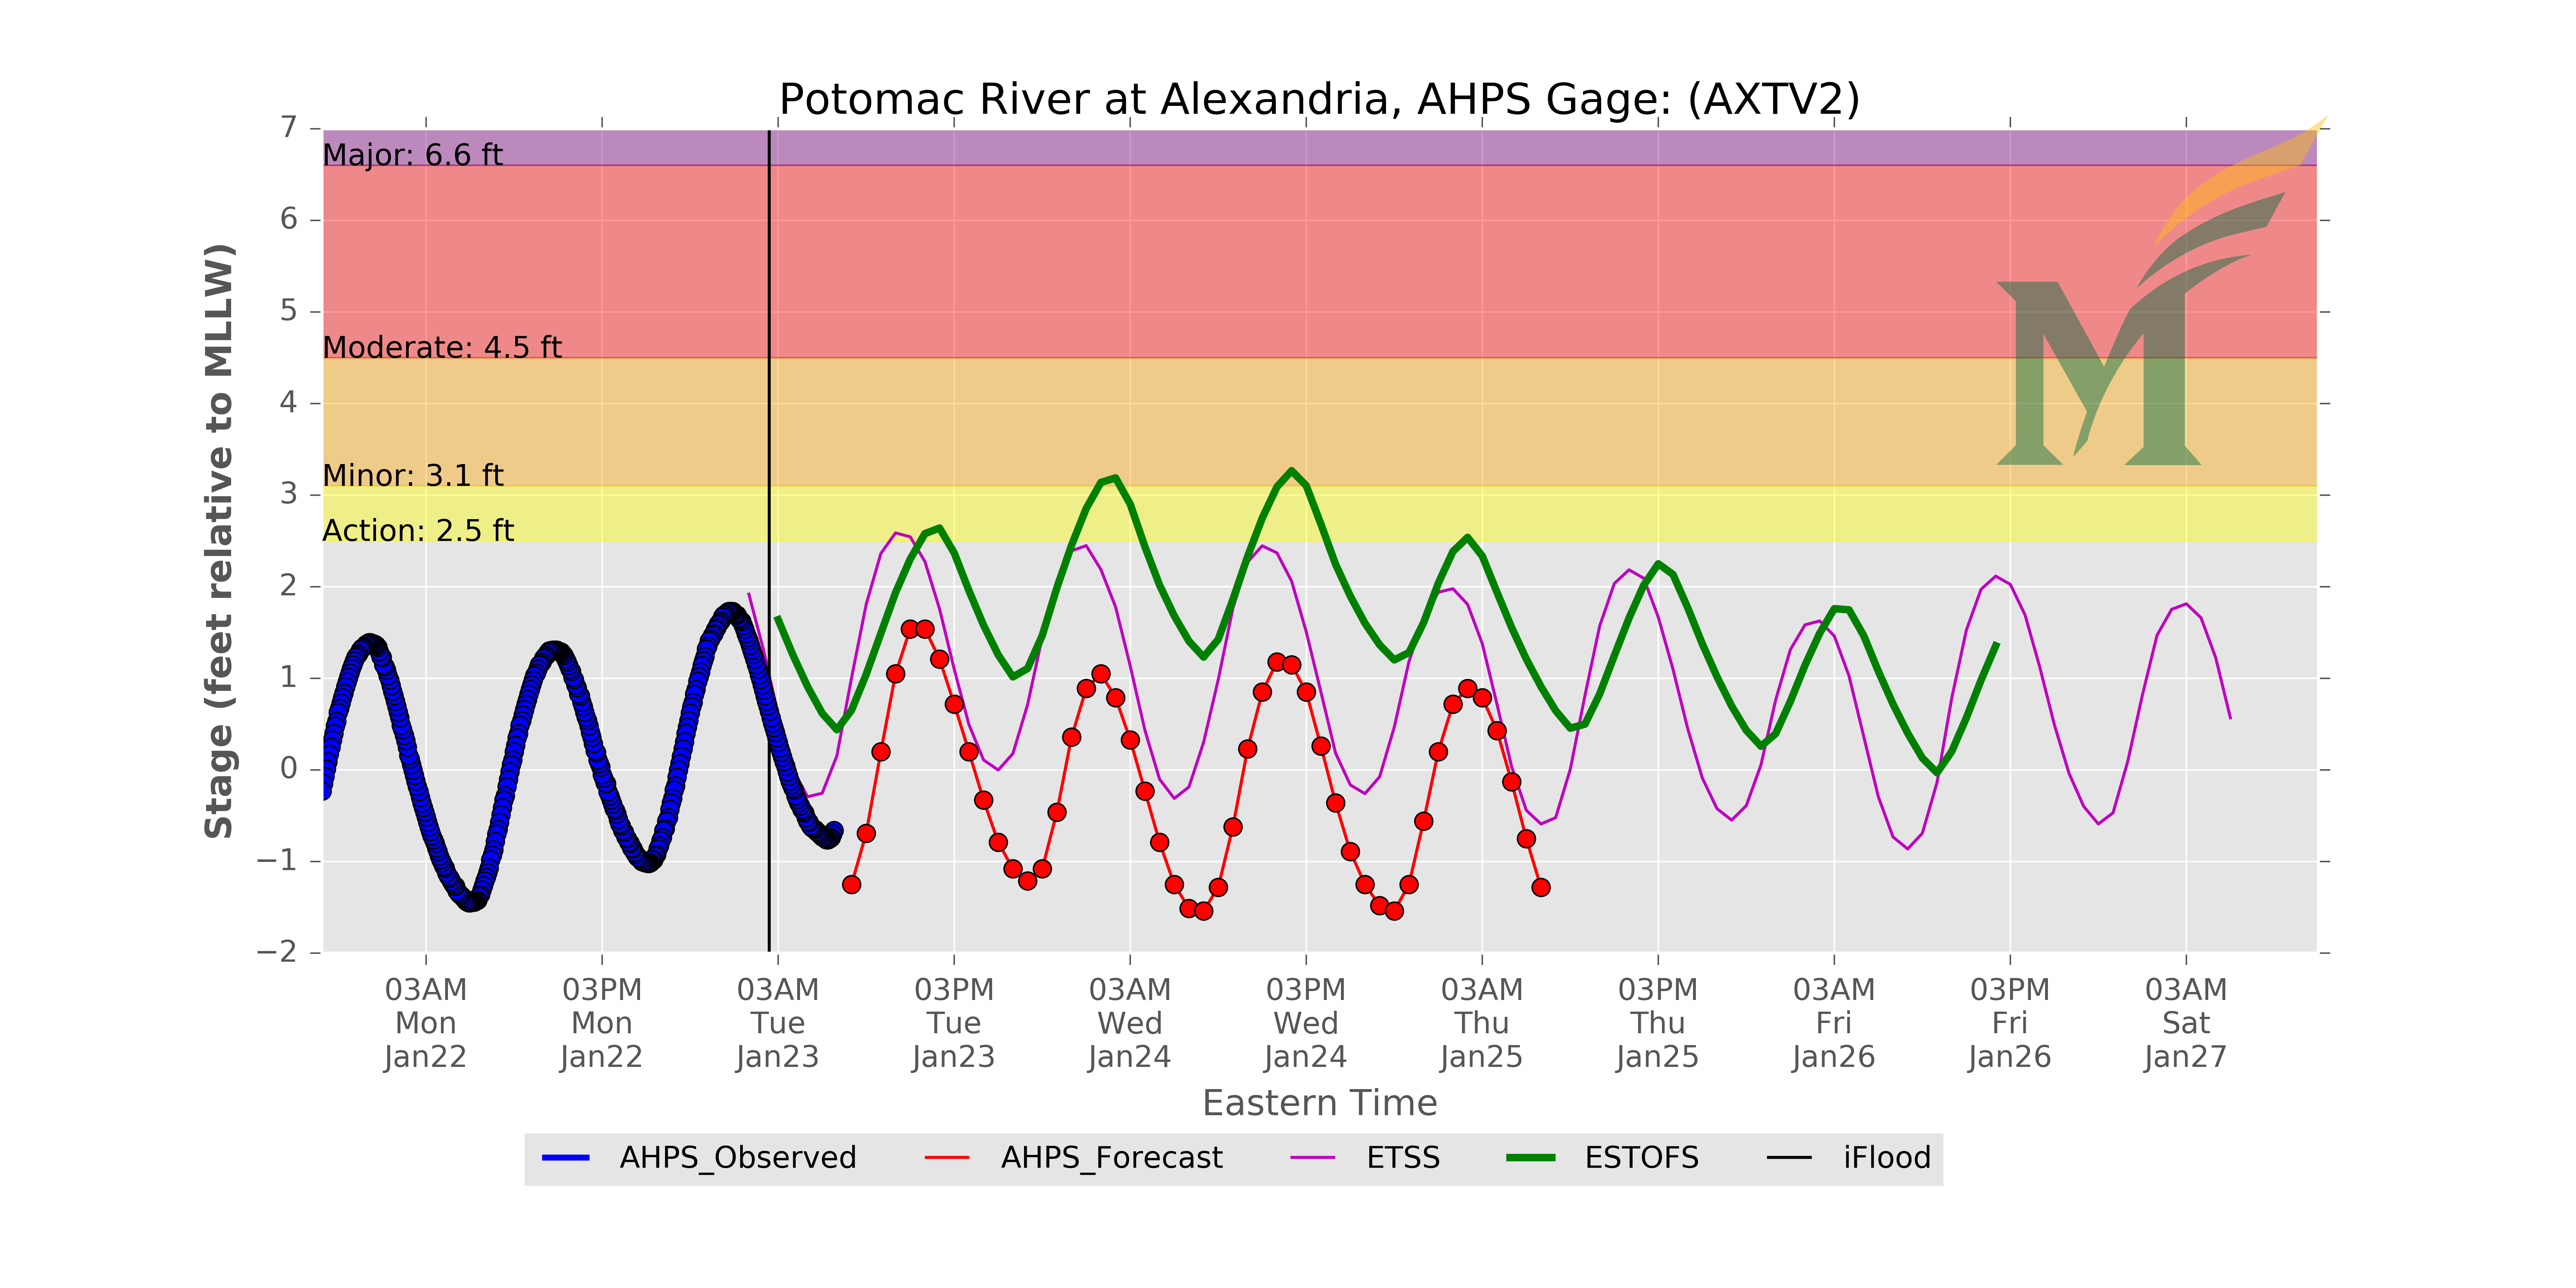 Potomac River at Alexandria, AHPS Gage: (AXTV2)
7
Major: 6.6 ft
6
5
Moderate: 4.5 ft
4
Minor: 3.1 ft
3
Action: 2.5 ft
2
1
0
−1
−2
Stage (feet relative to MLLW)
03AM 03PM 03AM 03PM 03AM 03PM 03AM 03PM 03AM 03PM 03AM
Mon Mon Tue Tue Wed Wed Thu Thu Fri Fri Sat
Jan22 Jan22 Jan23 Jan23 Jan24 Jan24 Jan25 Jan25 Jan26 Jan26 Jan27
Eastern Time
AHPS_Observed AHPS_Forecast ETSS ESTOFS iFlood
M